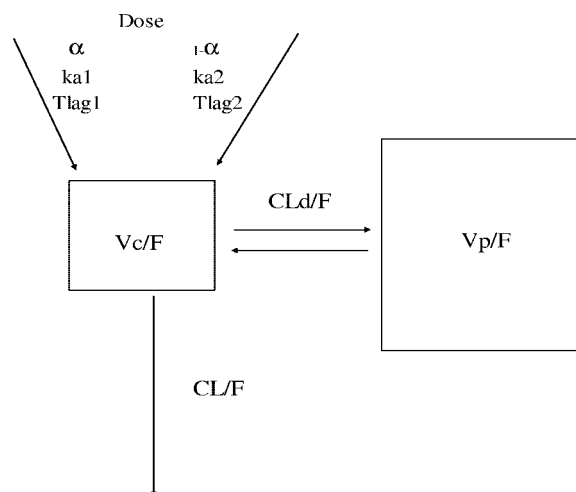 Dose
α
1-α
ka1
ka2
Tlag1
Tlag2
CLd/F
Vc/F
Vp/F
CL/F